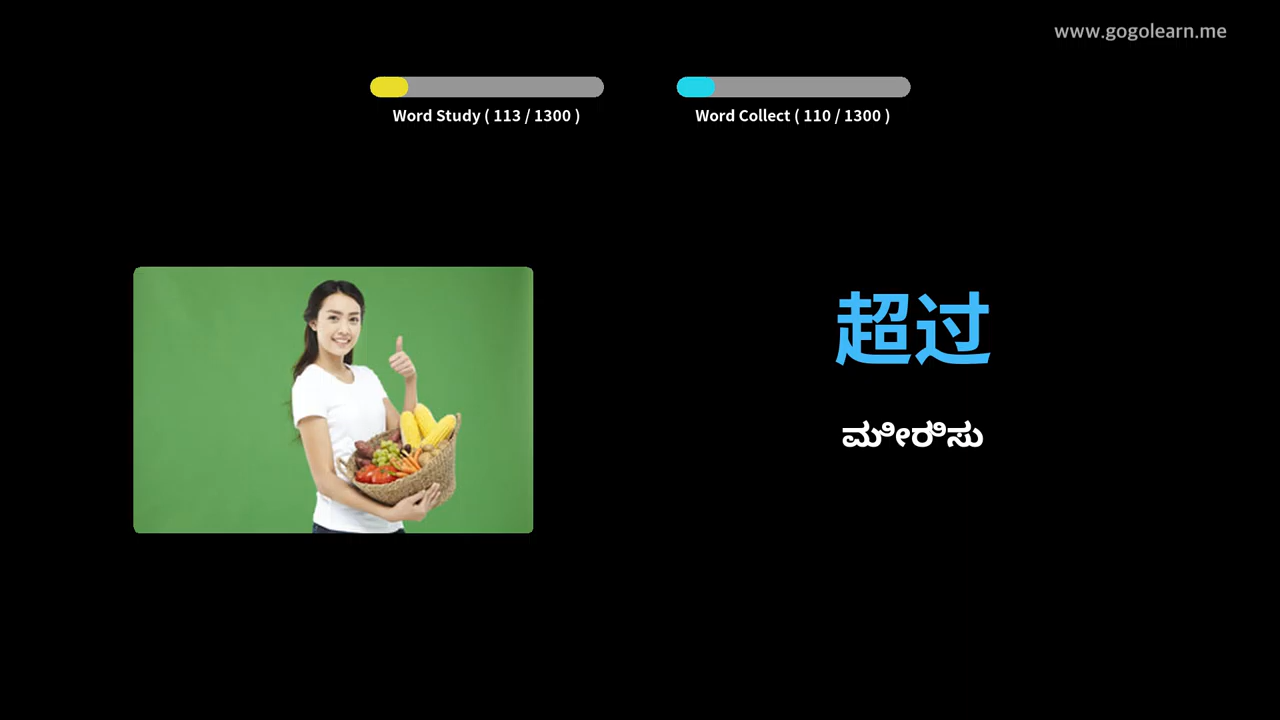 www.gogolearn.me
Word Study ( 113 / 1300 )
Word Collect ( 110 / 1300 )
超过
ಮೀರಿಸು